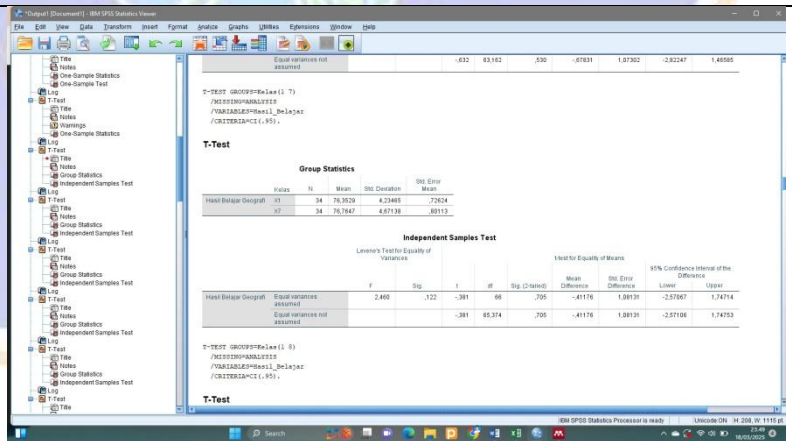 *Output1 [Document1] - IBM SPSS Statistics Viewer
File Edit View Data Transform Insert Format Analyze Graphs Utilities Extensions Window Help
Title
Notes
One-Sample Statistics
One-Sample Test
Log
T-Test
Title
Notes
Warnings
One-Sample Statistics
Log
T-Test
Title
Notes
Group Statistics
Independent Samples Test
Log
T-Test
Title
Notes
Group Statistics
Independent Samples Test
Log
T-Test
Title
Notes
Group Statistics
Independent Samples Test
Log
T-Test
Title
Notes
Group Statistics
Independent Samples Test
Log
T-Test
Title
Equal variances not assumed -,632 63,162 ,530 -,67831 1,07302 -2,82247 1,46585
T-TEST GROUPS=Kelas(1 7)
/MISSING=ANALYSIS
/VARIABLES=Hasil_Belajar
/CRITERIA=CI(.95).
T-Test
Group Statistics
Kelas N Mean Std. Deviation Std. Error Mean
Hasil Belajar Geografi X1 34 76,3529 4,23465 ,72624
X7 34 76,7647 4,67138 ,80113
Independent Samples Test
Levene's Test for Equality of Variances t-test for Equality of Means
95% Confidence Interval of the Difference
F Sig. t df Sig. (2-tailed) Mean Difference Std. Error Difference Lower Upper
Hasil Belajar Geografi Equal variances assumed 2,460 ,122 -,381 66 ,705 -,41176 1,08131 -2,57067 1,74714
Equal variances not assumed -,381 65,374 ,705 -,41176 1,08131 -2,57106 1,74753
T-TEST GROUPS=Kelas(1 8)
/MISSING=ANALYSIS
/VARIABLES=Hasil_Belajar
/CRITERIA=CI(.95).
T-Test
IBM SPSS Statistics Processor is ready Unicode:ON H: 208, W: 1115 pt
Search
23.49
18/03/2025